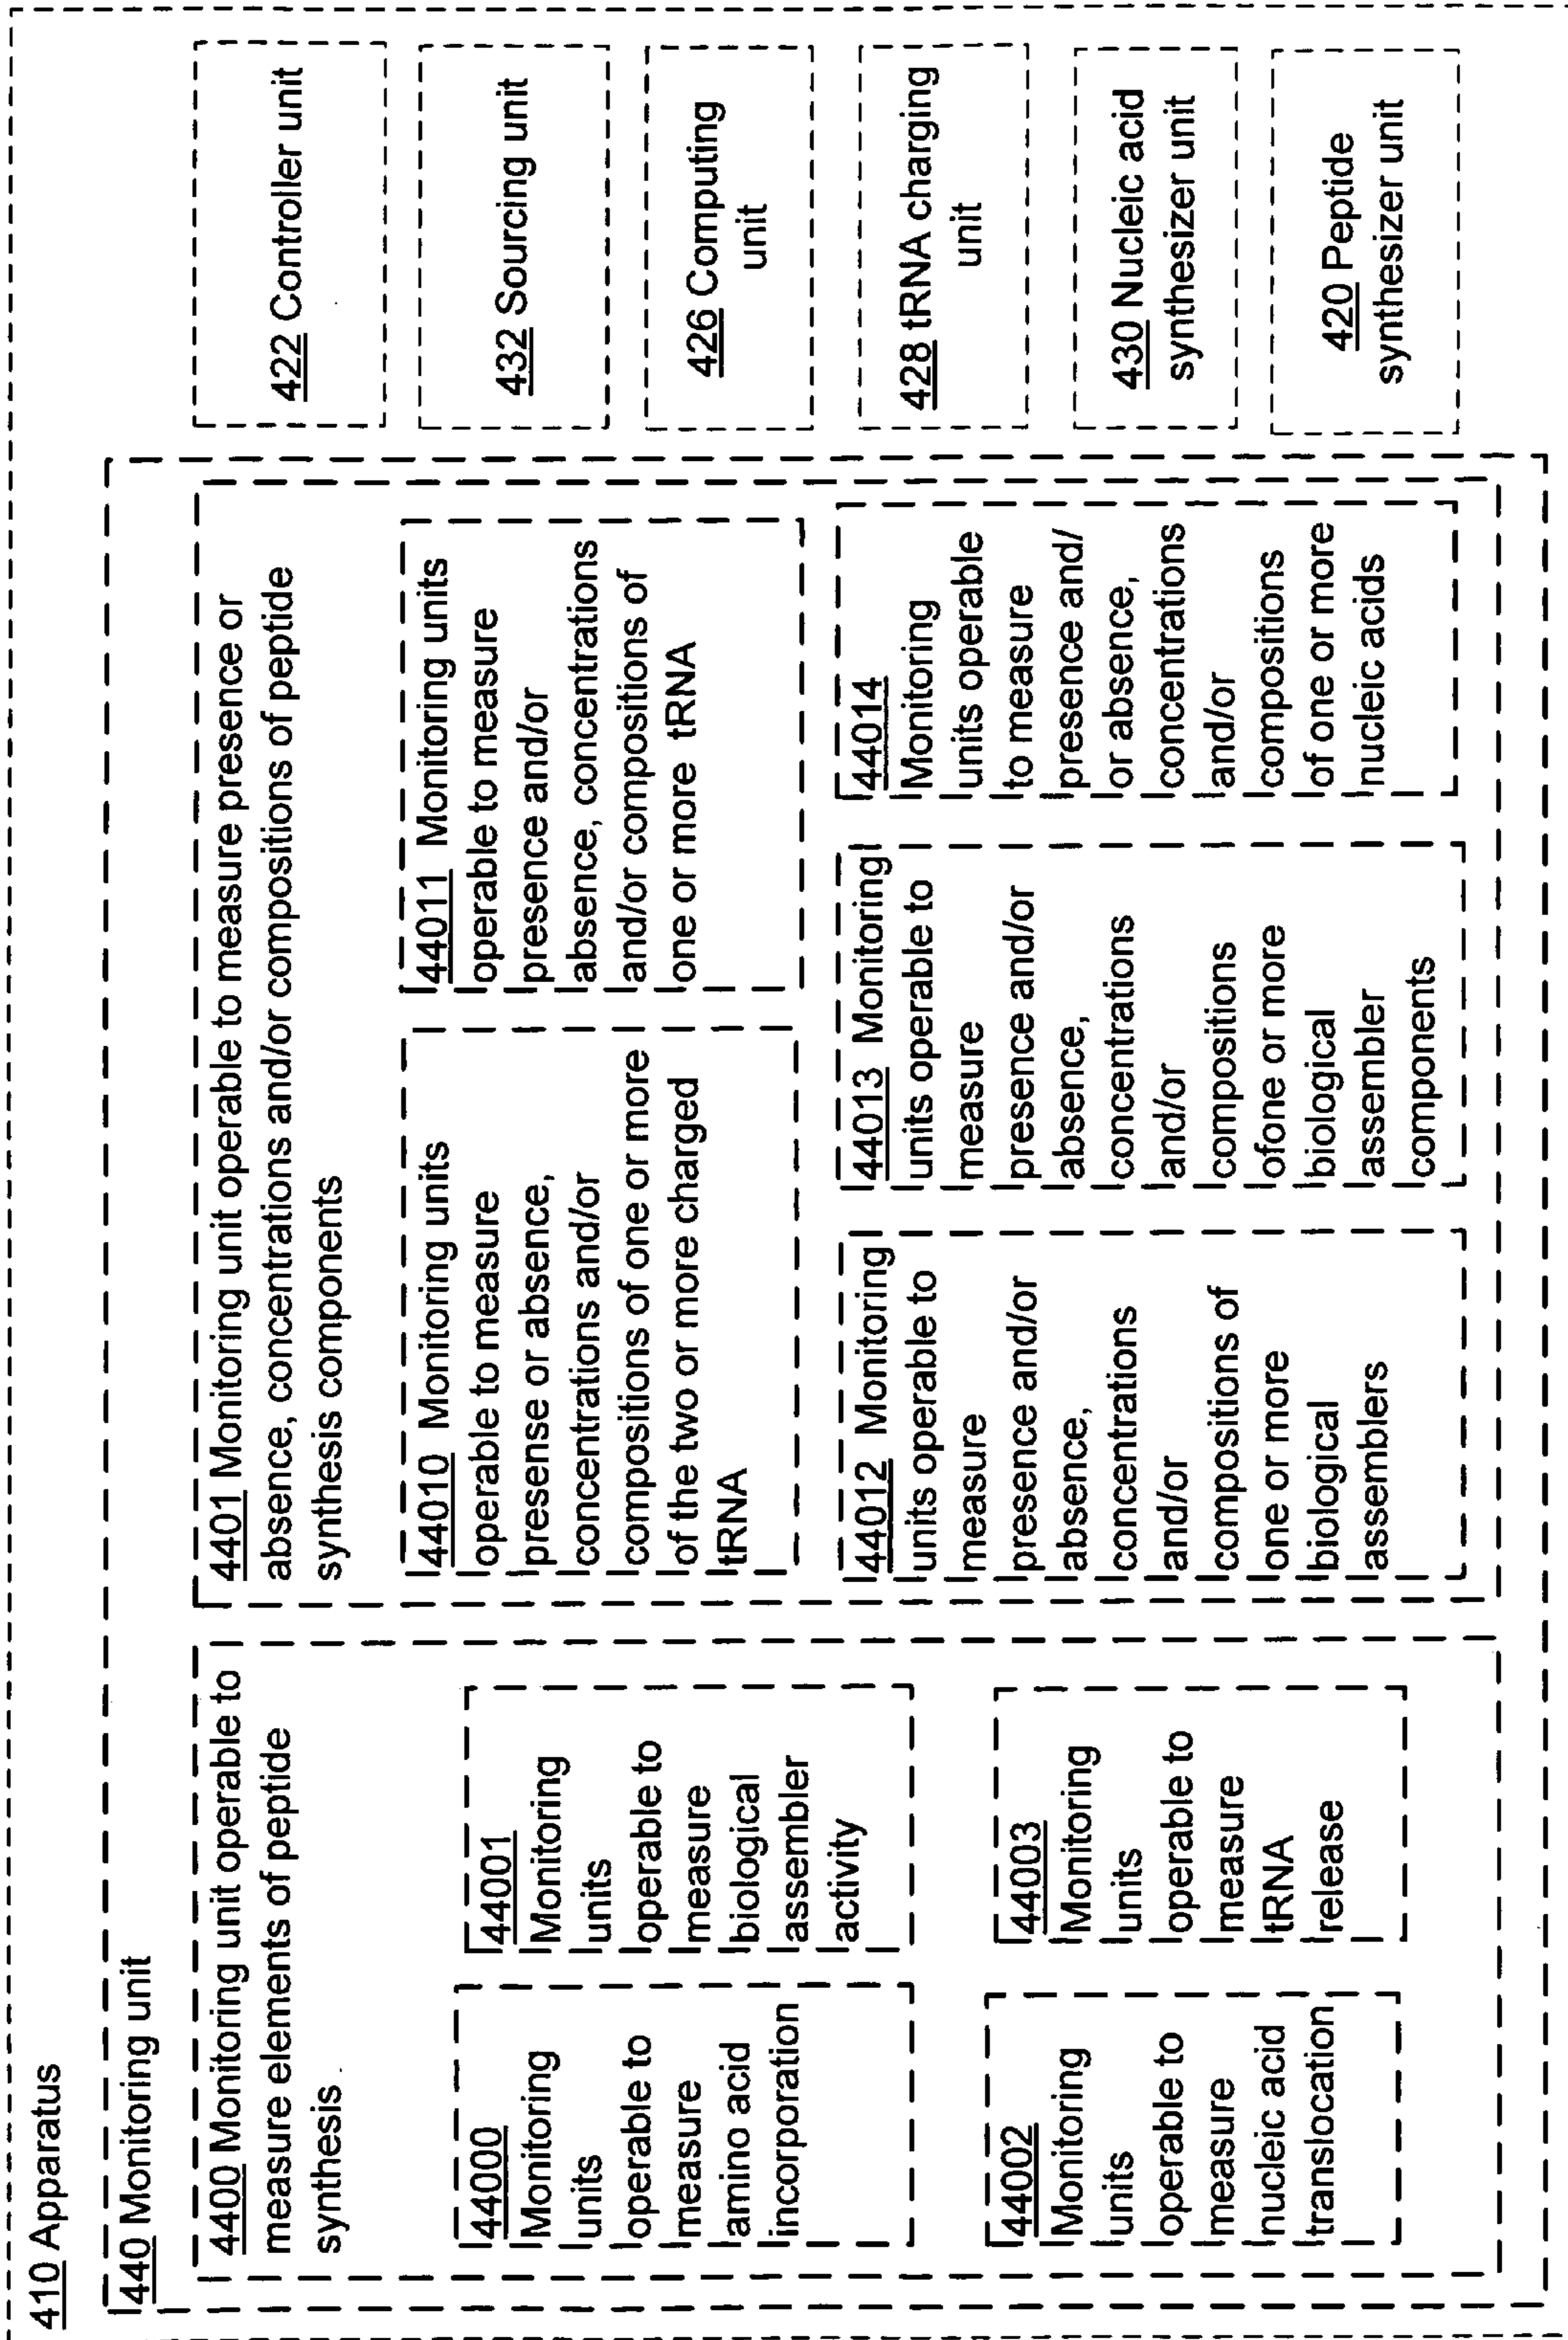 410 Apparatus
440 Monitoring unit
4400 Monitoring unit operable to
measure elements of peptide
synthesis
44000
Monitoring
units
operable to
measure
amino acid
incorporation
44001
Monitoring
units
operable to
measure
biological
assembler
activity
44002
Monitoring
units
operable to
measure
nucleic acid
translocation
44003
Monitoring
units
operable to
measure
tRNA
release
4401 Monitoring unit operable to measure presence or
absence, concentrations and/or compositions of peptide
synthesis components
44010 Monitoring units
operable to measure
presense or absence,
concentrations and/or
compositions of one or more
of the two or more charged
tRNA
44011 Monitoring units
operable to measure
presence and/or
absence, concentrations
and/or compositions of
one or more tRNA
44012 Monitoring
units operable to
measure
presence and/or
absence,
concentrations
and/or
compositions of
one or more
biological
assemblers
44013 Monitoring
units operable to
measure
presence and/or
absence,
concentrations
and/or
compositions
ofone or more
biological
assembler
components
44014
Monitoring
units operable
to measure
presence and/
or absence,
concentrations
and/or
compositions
of one or more
nucleic acids
422 Controller unit
432 Sourcing unit
426 Computing
unit
428 tRNA charging
unit
430 Nucleic acid
synthesizer unit
420 Peptide
synthesizer unit